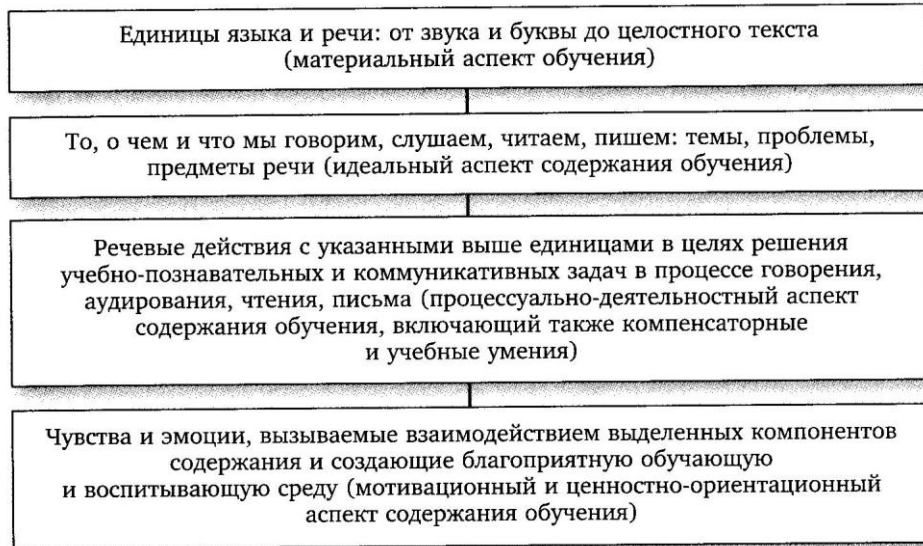 Единицы языка и речи: от звука и буквы до целостного текста
(материальный аспект обучения)
То, о чем и что мы говорим, слушаем, читаем, пишем: темы, проблемы,
предметы речи (идеальный аспект содержания обучения)
Речевые действия с указанными выше единицами в целях решения
учебно-познавательных и коммуникативных задач в процессе говорения,
аудирования, чтения, письма (процессуально-деятельностный аспект
содержания обучения, включающий также компенсаторные
и учебные умения)
Чувства и эмоции, вызываемые взаимодействием выделенных компонентов
содержания и создающие благоприятную обучающую
и воспитывающую среду (мотивационный и ценностно-ориентационный
аспект содержания обучения)